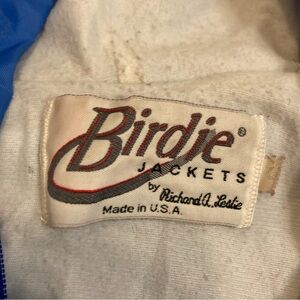 Birdie®
JACKETS
by Richard A. Leslie
Made in U.S.A.